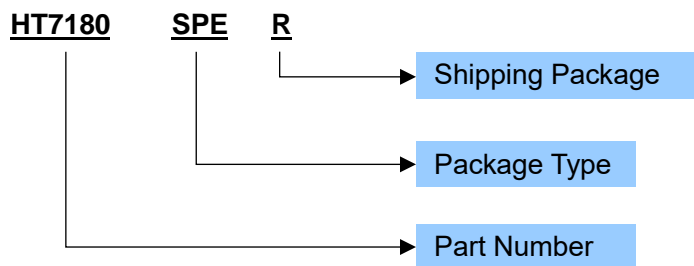 HT7180 SPE R
Shipping Package
Package Type
Part Number